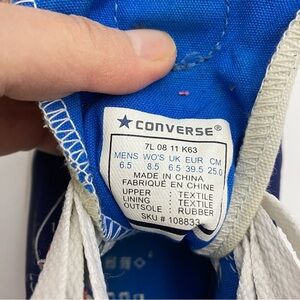 ★CONVERSE®
7L 08 11 K63
MENS WO'S UK EUR CM
6.5 8.5 6.5 39.5 25.0
MADE IN CHINA
FABRIQUÉ EN CHINE
UPPER : TEXTILE
LINING : TEXTILE
OUTSOLE : RUBBER
SKU # 108833